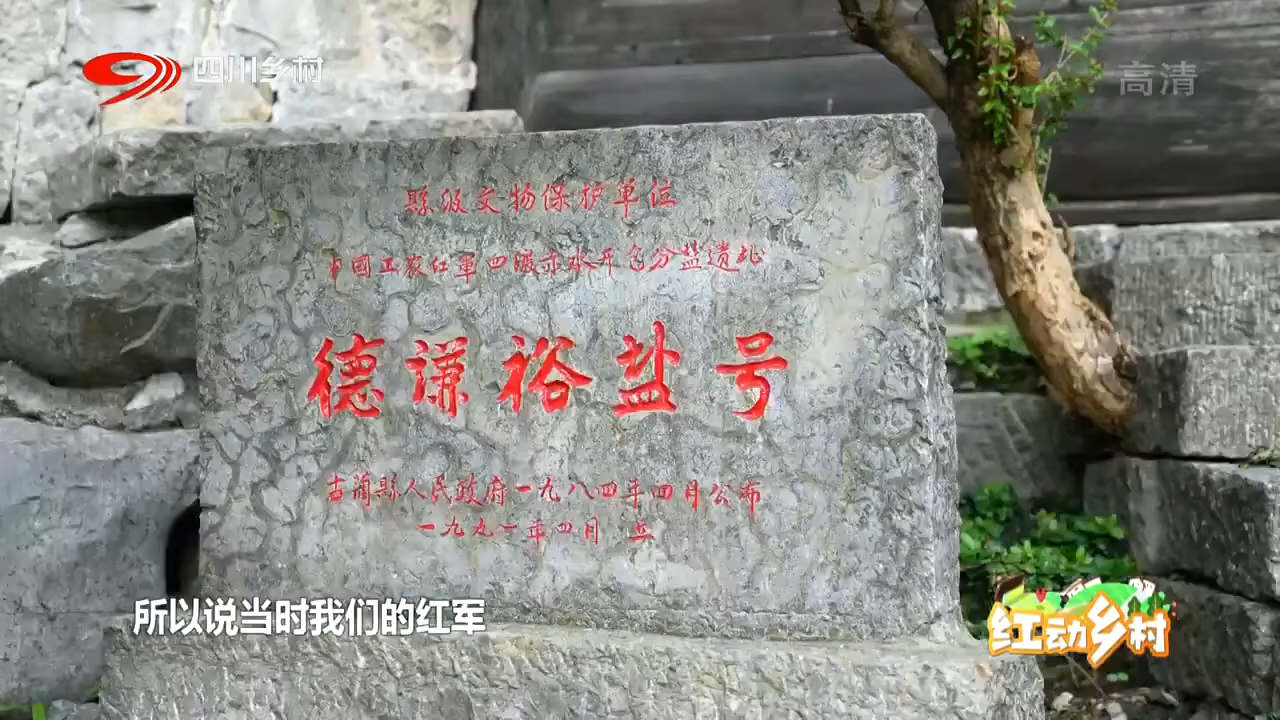 四川乡村
高清
縣级文物保护单位
中國工农红軍四渡赤水开仓分盐遗址
德谦裕盐号
古蔺縣人民政府一九八四年四月公布
一九九一年四月 立
所以说当时我们的红军
红动乡村